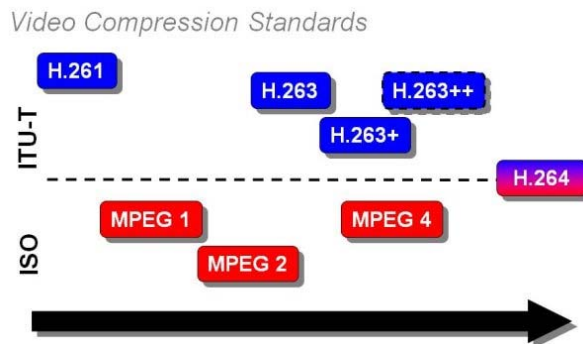 Video Compression Standards
H.261
H.263
H.263++
H.263+
ITU-T
H.264
MPEG 1
MPEG 4
MPEG 2
ISO